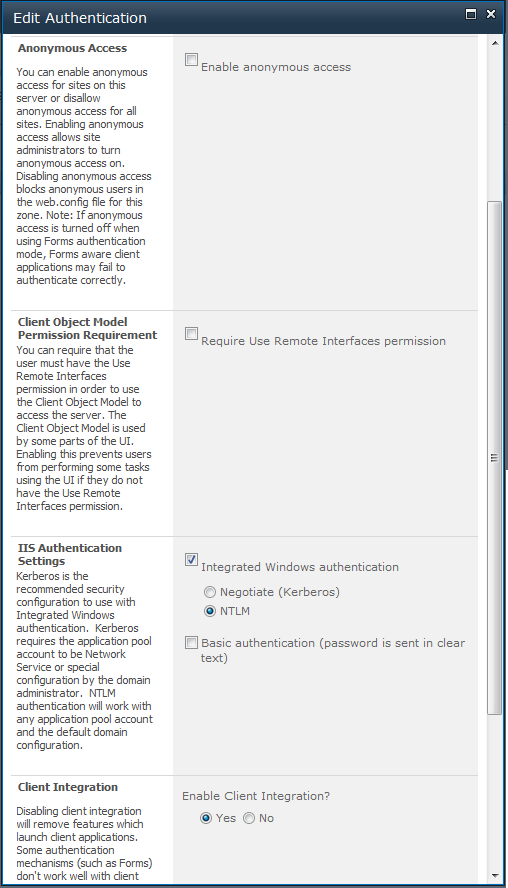 Edit Authentication
Anonymous Access
You can enable anonymous
access for sites on this
server or disallow
anonymous access for all
sites. Enabling anonymous
access allows site
administrators to turn
anonymous access on.
Disabling anonymous access
blocks anonymous users in
the web.config file for this
zone. Note: If anonymous
access is turned off when
using Forms authentication
mode, Forms aware client
applications may fail to
authenticate correctly.
Enable anonymous access
Client Object Model
Permission Requirement
You can require that the
user must have the Use
Remote Interfaces
permission in order to use
the Client Object Model to
access the server. The
Client Object Model is used
by some parts of the UI.
Enabling this prevents users
from performing some tasks
using the UI if they do not
have the Use Remote
Interfaces permission.
Require Use Remote Interfaces permission
IIS Authentication
Settings
Kerberos is the
recommended security
configuration to use with
Integrated Windows
authentication.  Kerberos
requires the application pool
account to be Network
Service or special
configuration by the domain
administrator.  NTLM
authentication will work with
any application pool account
and the default domain
configuration.
Integrated Windows authentication
Negotiate (Kerberos)
NTLM
Basic authentication (password is sent in clear
text)
Client Integration
Disabling client integration
will remove features which
launch client applications.
Some authentication
mechanisms (such as Forms)
don't work well with client
Enable Client Integration?
Yes No